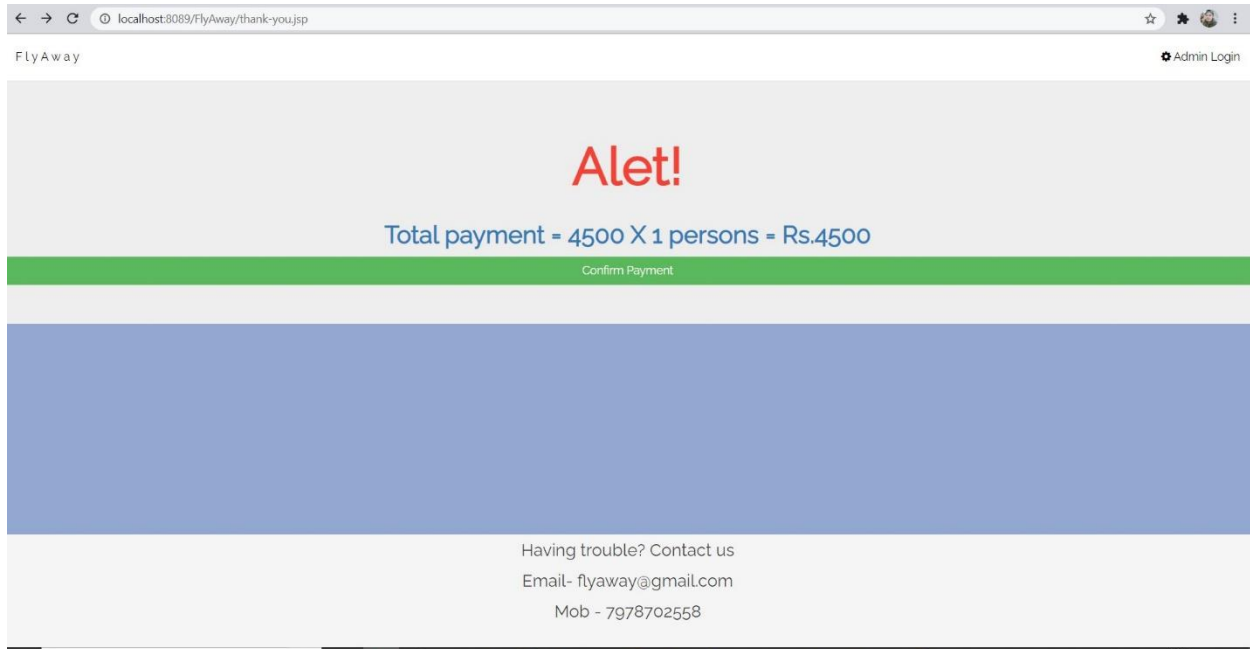 localhost:8089/FlyAway/thank-you.jsp
FlyAway
Admin Login
Alet!
Total payment = 4500 X 1 persons = Rs.4500
Confirm Payment
Having trouble? Contact us
Email- flyaway@gmail.com
Mob - 7978702558